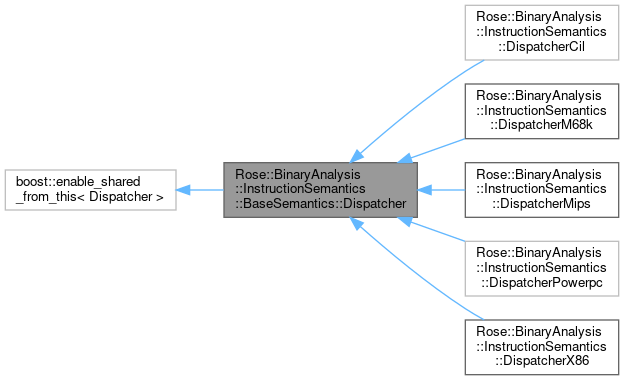 boost::enable_shared
_from_this< Dispatcher >
Rose::BinaryAnalysis
::InstructionSemantics
::BaseSemantics::Dispatcher
Rose::BinaryAnalysis
::InstructionSemantics
::DispatcherCil
Rose::BinaryAnalysis
::InstructionSemantics
::DispatcherM68k
Rose::BinaryAnalysis
::InstructionSemantics
::DispatcherMips
Rose::BinaryAnalysis
::InstructionSemantics
::DispatcherPowerpc
Rose::BinaryAnalysis
::InstructionSemantics
::DispatcherX86